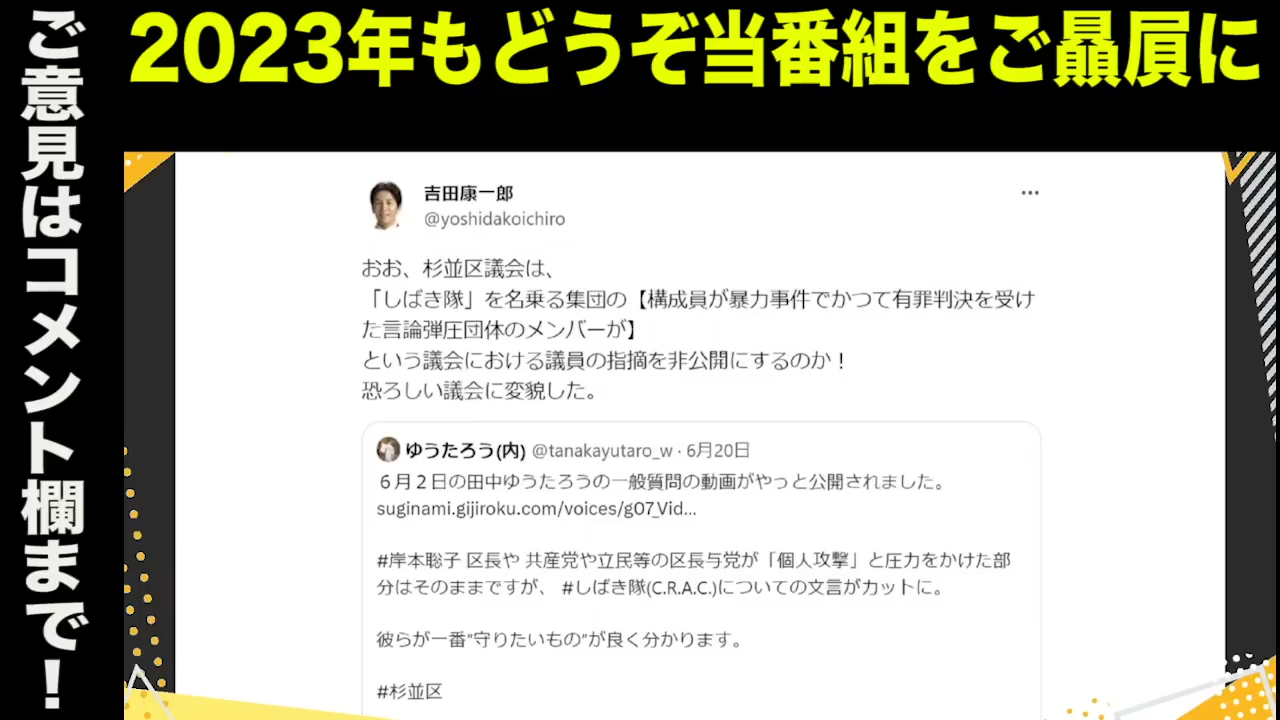 2023年もどうぞ当番組をご贔屓に
ご意見はコメント欄まで!
吉田康一郎
@yoshidakoichiro
おお、杉並区議会は、
「しばき隊」を名乗る集団の【構成員が暴力事件でかつて有罪判決を受け
た言論弾圧団体のメンバーが】
という議会における議員の指摘を非公開にするのか!
恐ろしい議会に変貌した。
ゆうたろう(内) @tanakayutaro_w · 6月20日
6月2日の田中ゆうたろうの一般質問の動画がやっと公開されました。
suginami.gijiroku.com/voices/g07_Vid...
#岸本聡子 区長や 共産党や立民等の区長与党が「個人攻撃」と圧力をかけた部
分はそのままですが、 #しばき隊(C.R.A.C.)についての文言がカットに。
彼らが一番"守りたいもの"が良く分かります。
#杉並区